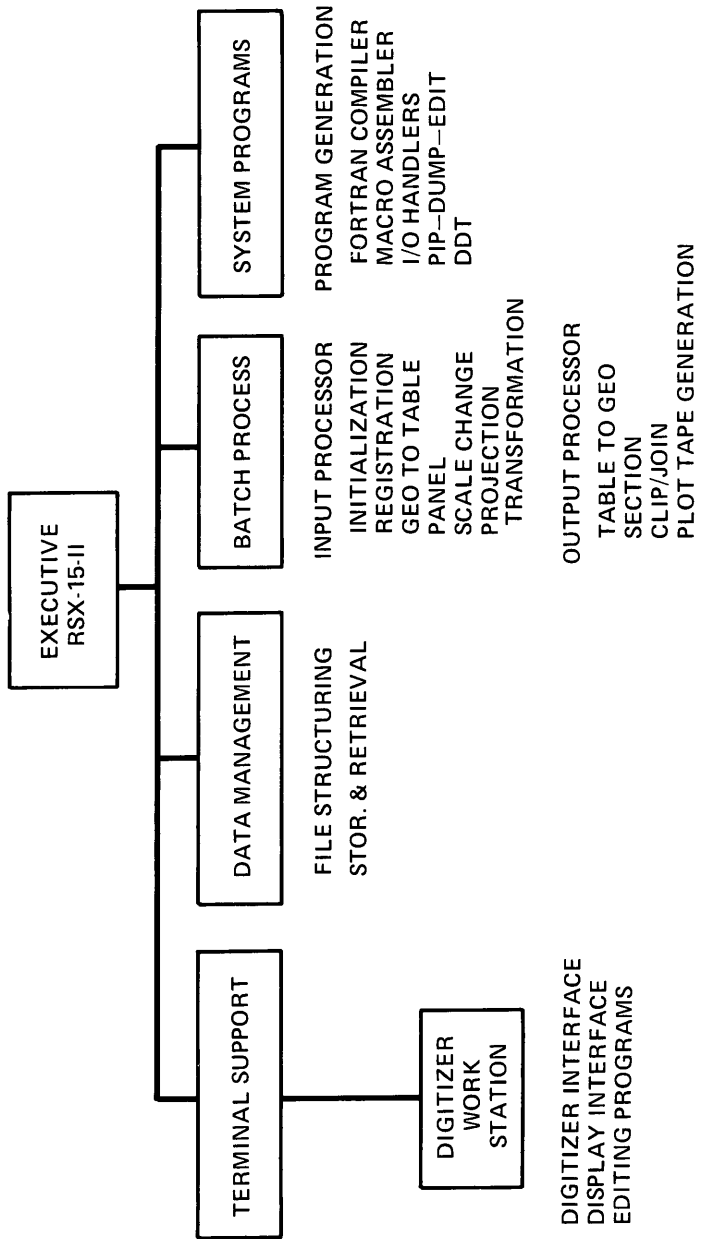 EXECUTIVE
RSX-15-II
TERMINAL SUPPORT
DIGITIZER
WORK
STATION
DIGITIZER INTERFACE
DISPLAY INTERFACE
EDITING PROGRAMS
DATA MANAGEMENT
FILE STRUCTURING
STOR. & RETRIEVAL
BATCH PROCESS
INPUT PROCESSOR
INITIALIZATION
REGISTRATION
GEO TO TABLE
PANEL
SCALE CHANGE
PROJECTION
TRANSFORMATION
OUTPUT PROCESSOR
TABLE TO GEO
SECTION
CLIP/JOIN
PLOT TAPE GENERATION
SYSTEM PROGRAMS
PROGRAM GENERATION
FORTRAN COMPILER
MACRO ASSEMBLER
I/O HANDLERS
PIP–DUMP–EDIT
DDT